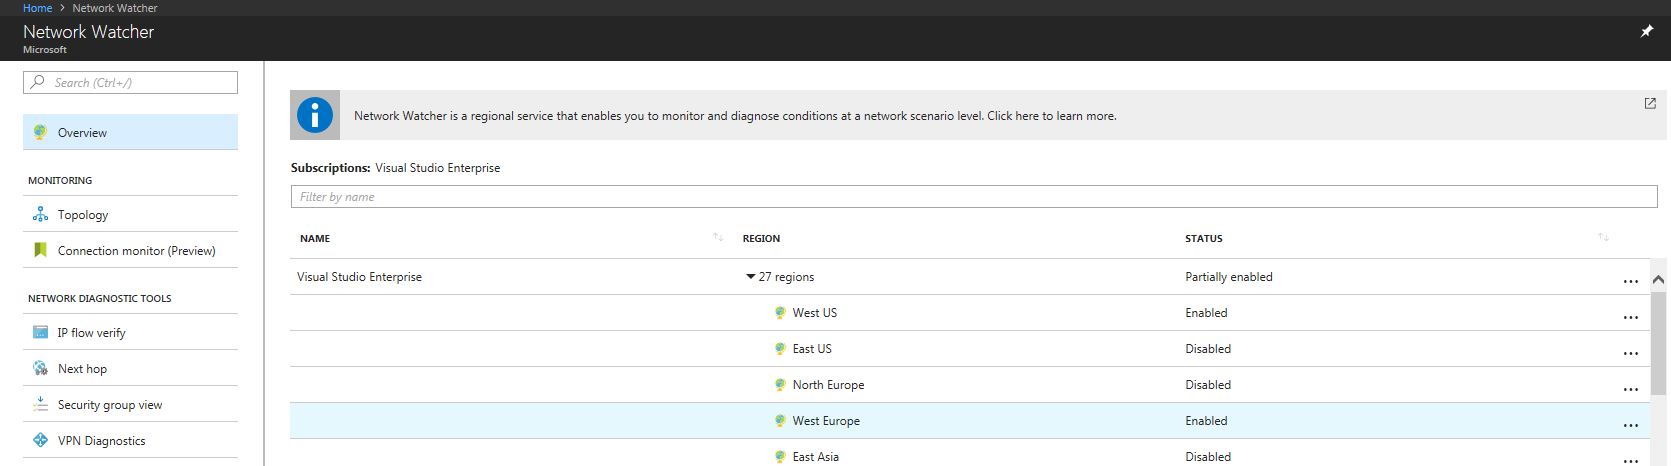 Home > Network Watcher
Network Watcher
Microsoft
Search (Ctrl+/)
Overview
MONITORING
Topology
Connection monitor (Preview)
NETWORK DIAGNOSTIC TOOLS
IP flow verify
Next hop
Security group view
VPN Diagnostics
Network Watcher is a regional service that enables you to monitor and diagnose conditions at a network scenario level. Click here to learn more.
Subscriptions: Visual Studio Enterprise
Filter by name
NAME REGION STATUS
Visual Studio Enterprise 27 regions Partially enabled ...
West US Enabled ...
East US Disabled ...
North Europe Disabled ...
West Europe Enabled ...
East Asia Disabled ...